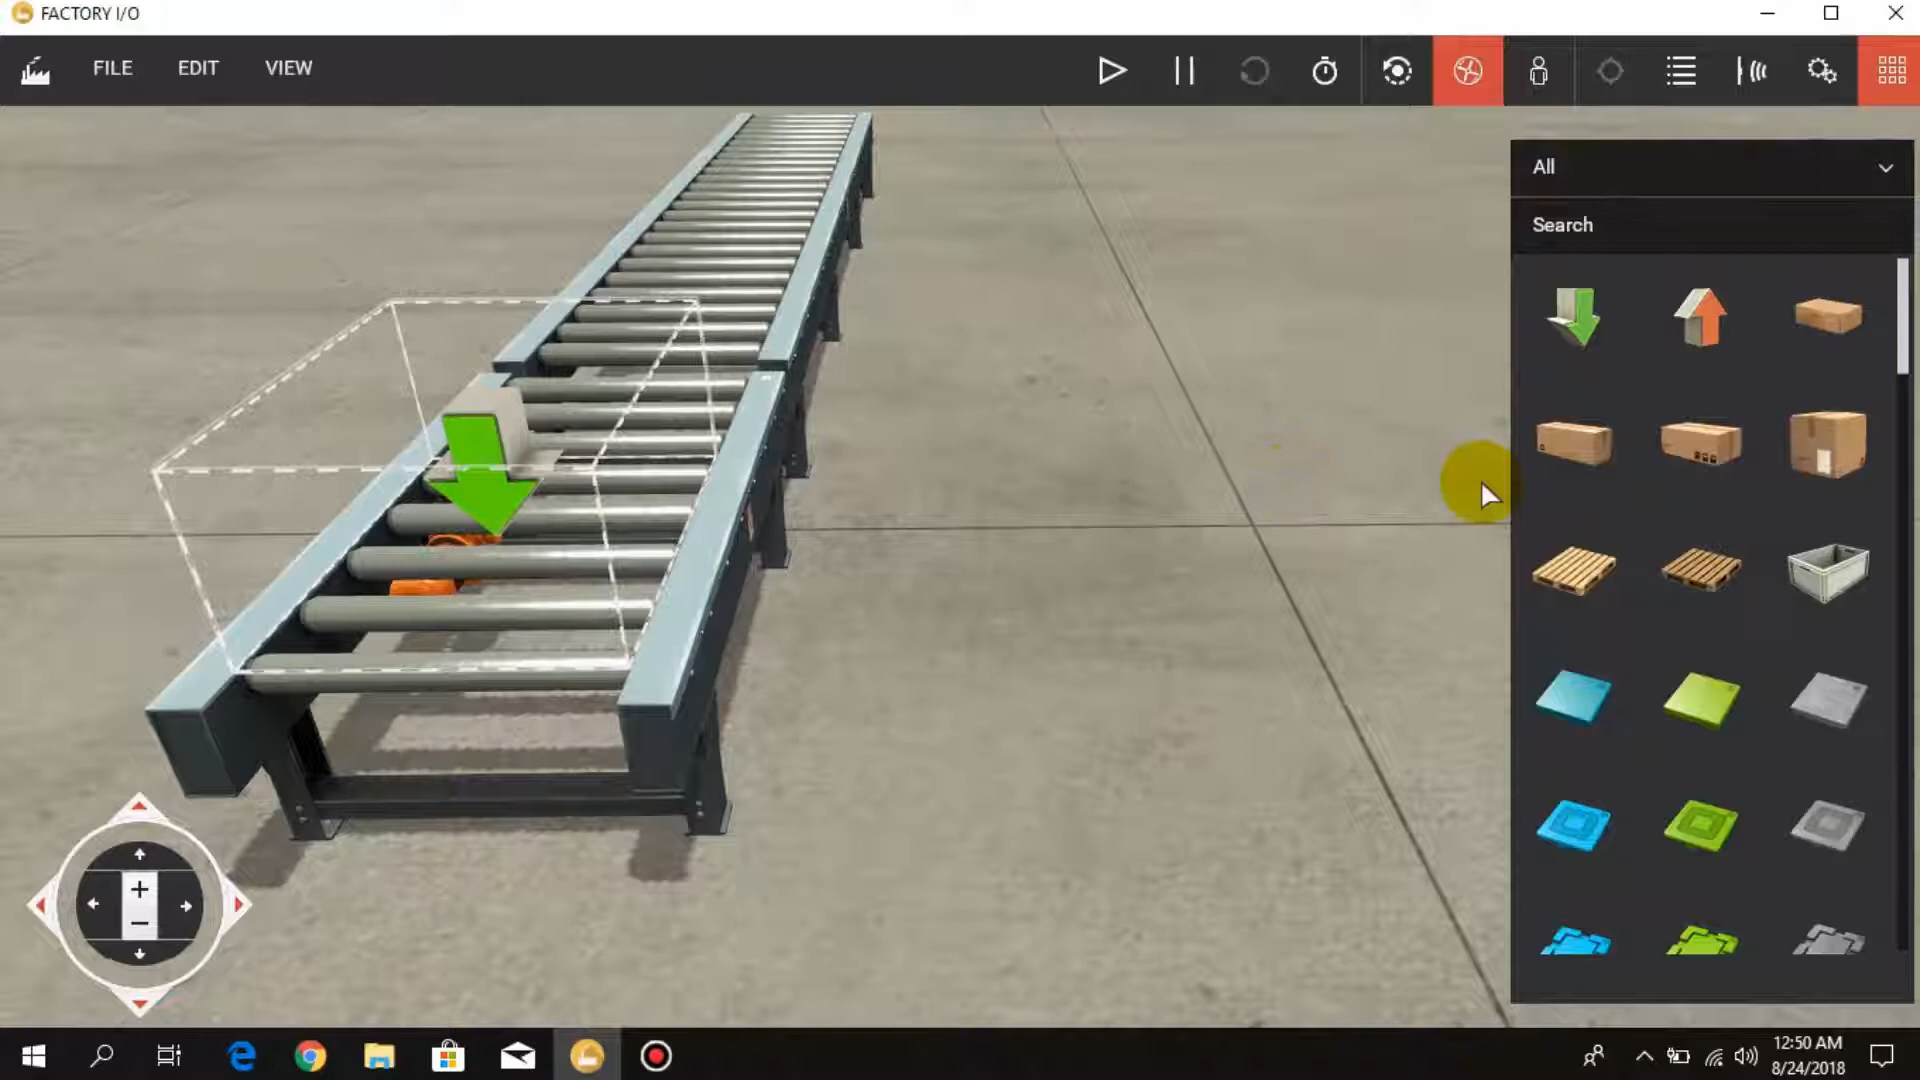 FACTORY I/O
FILE EDIT VIEW
All
Search
12:50 AM
8/24/2018